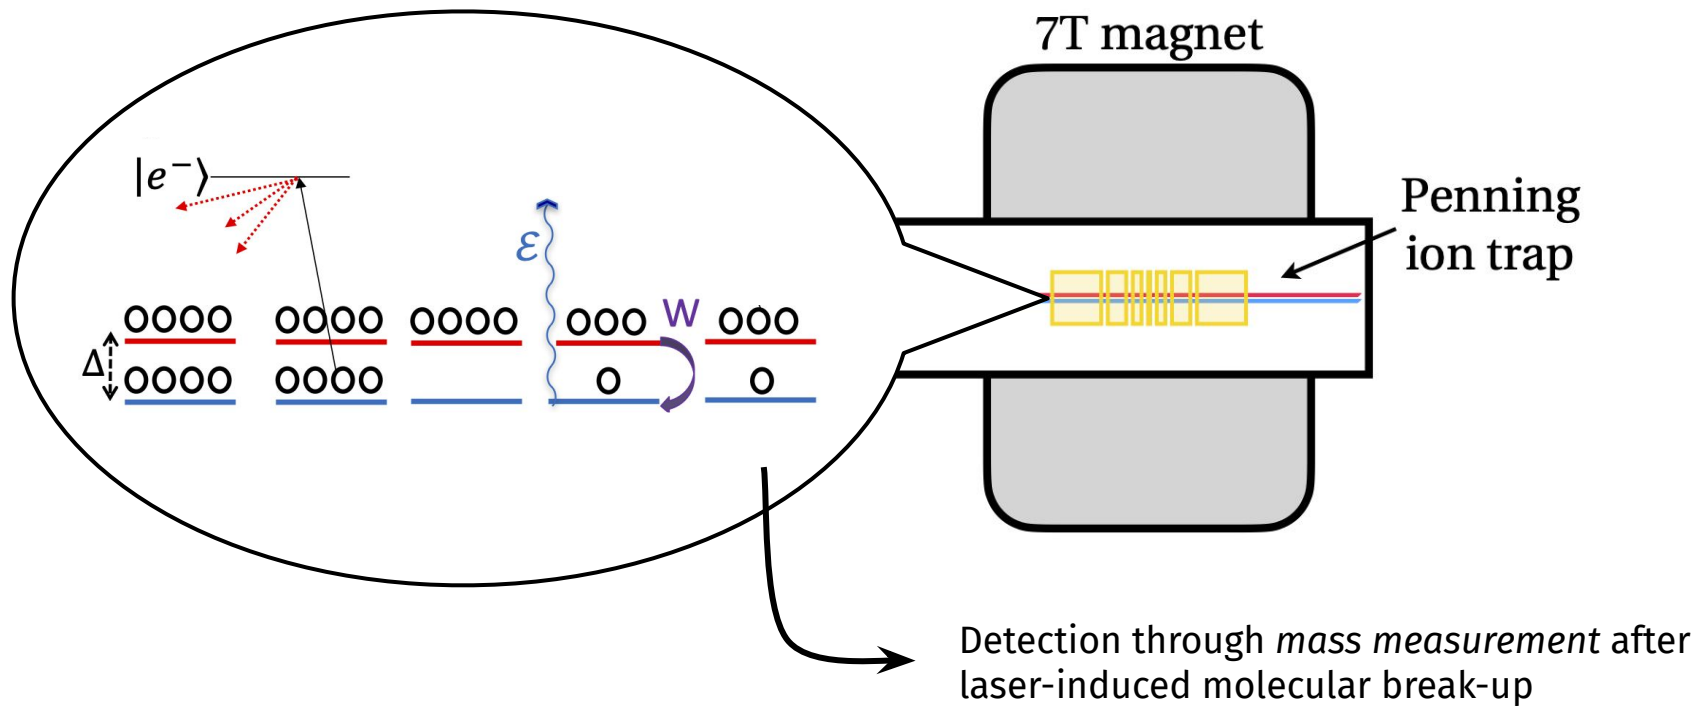 7T magnet
|e⁻⟩
Penning
ion trap
ε
W
Δ
Detection through mass measurement after
laser-induced molecular break-up